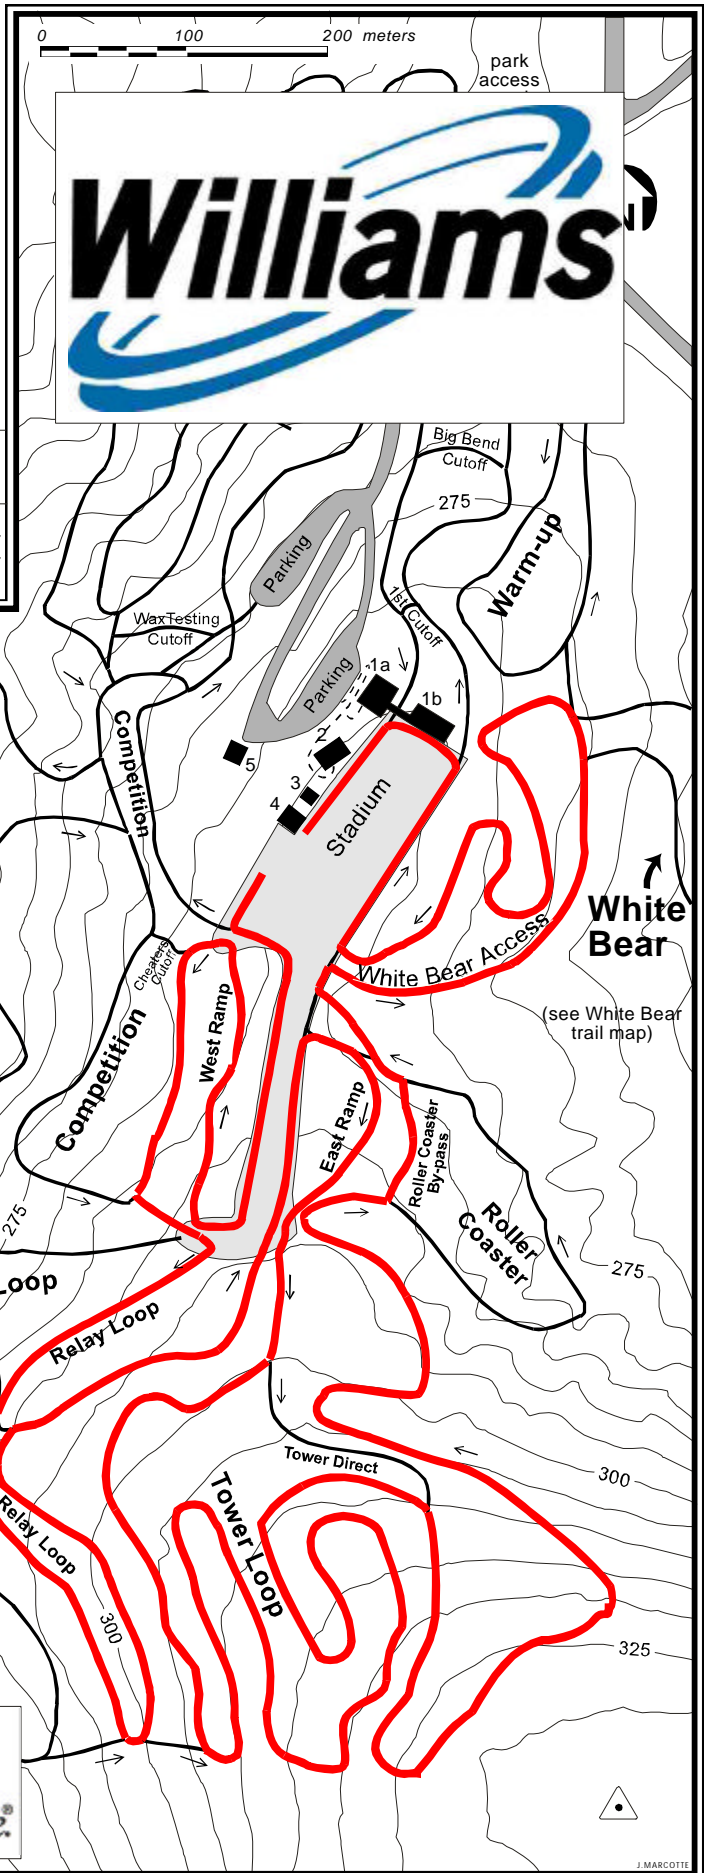 0 100 200 meters
park
access
Williams
N
Big Bend
Cutoff
275
Warm-up
Parking
1st Cutoff
WaxTesting
Cutoff
Parking
1a
1b
2
3
4
5
Competition
Stadium
White
Bear
White Bear Access
(see White Bear
trail map)
Cheaters
Cutoff
West Ramp
Competition
East Ramp
Roller Coaster
By-pass
Roller
Coaster
275
275
Loop
Relay Loop
Tower Direct
300
Tower Loop
Relay Loop
300
325
J.MARCOTTE